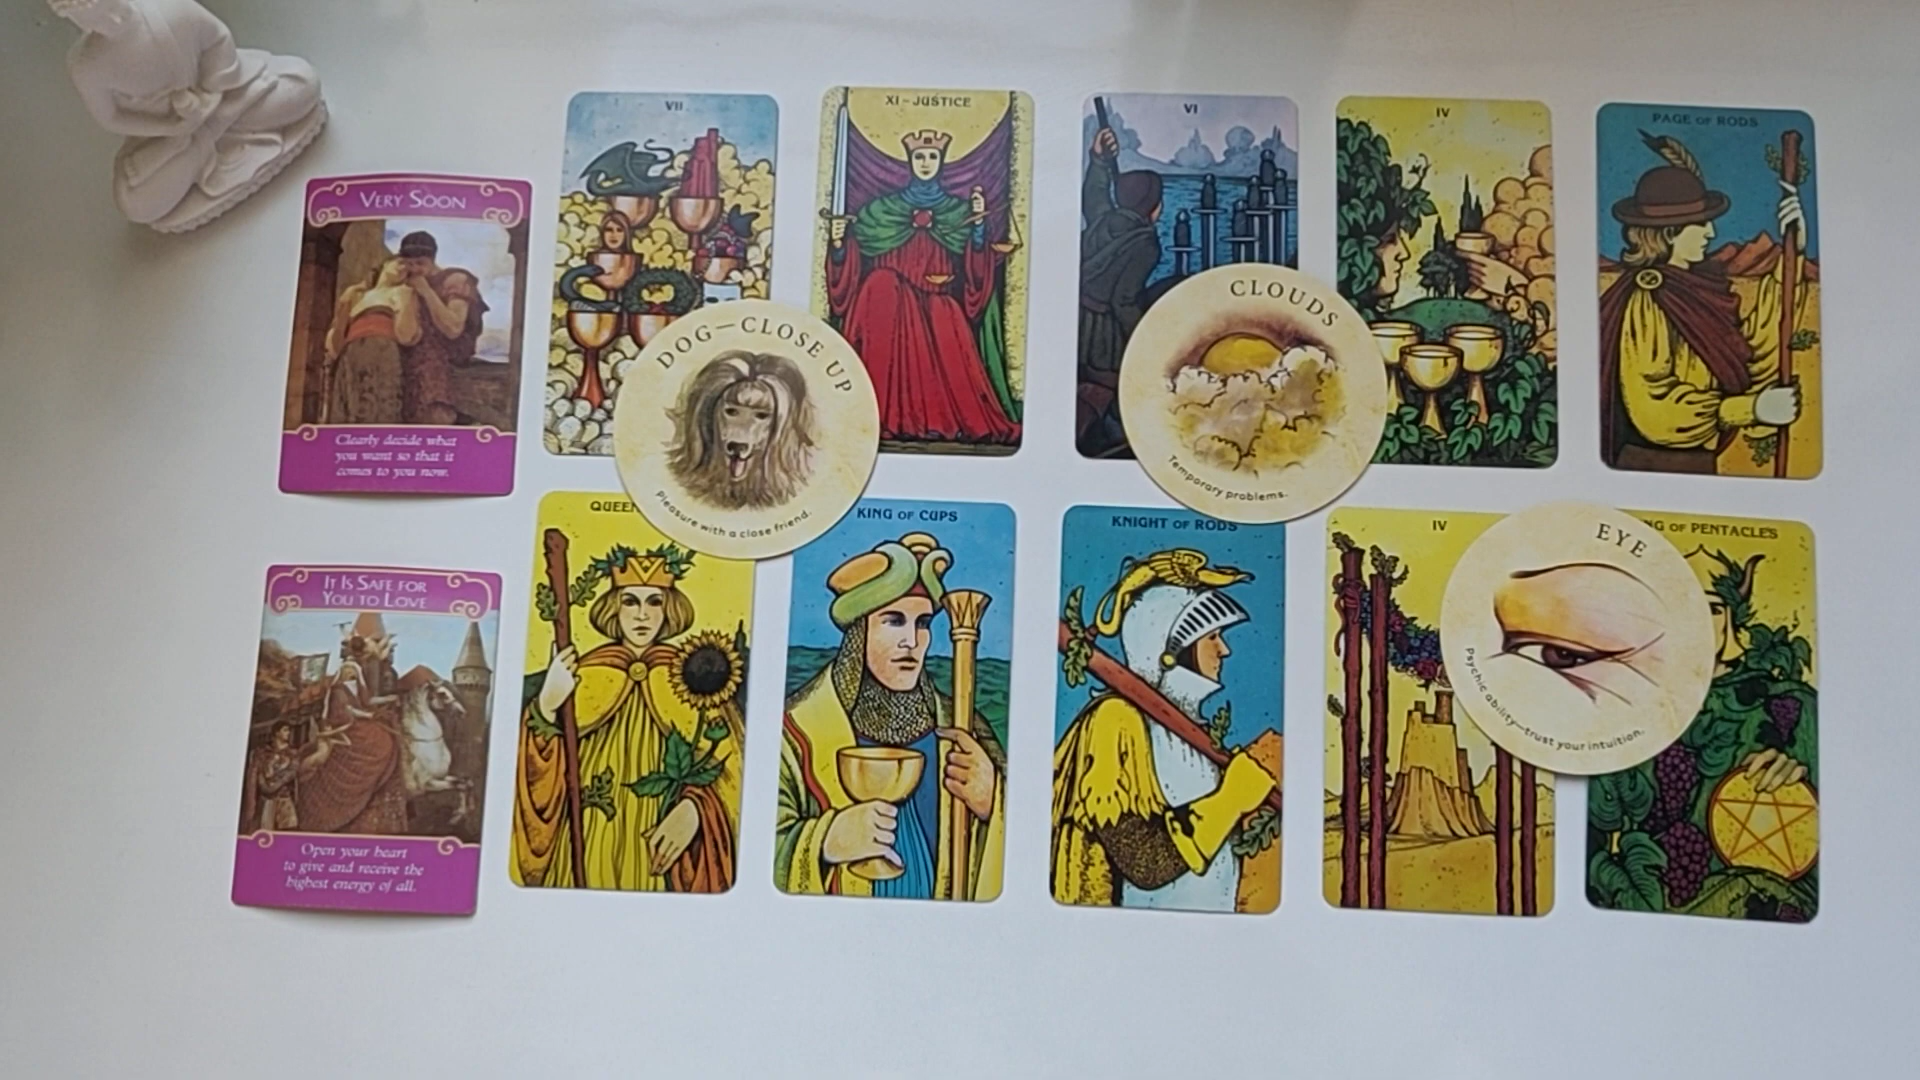 VERY SOON
Clearly decide what
you want so that it
comes to you now.
VII
XI-JUSTICE
VI
IV
PAGE OF RODS
DOG—CLOSE UP
Pleasure with a close friend.
CLOUDS
Temporary problems.
IT IS SAFE FOR
YOU TO LOVE
Open your heart
to give and receive the
highest energy of all.
QUEEN
KING OF CUPS
KNIGHT OF RODS
IV
OF PENTACLES
EYE
Psychic ability—trust your intuition.